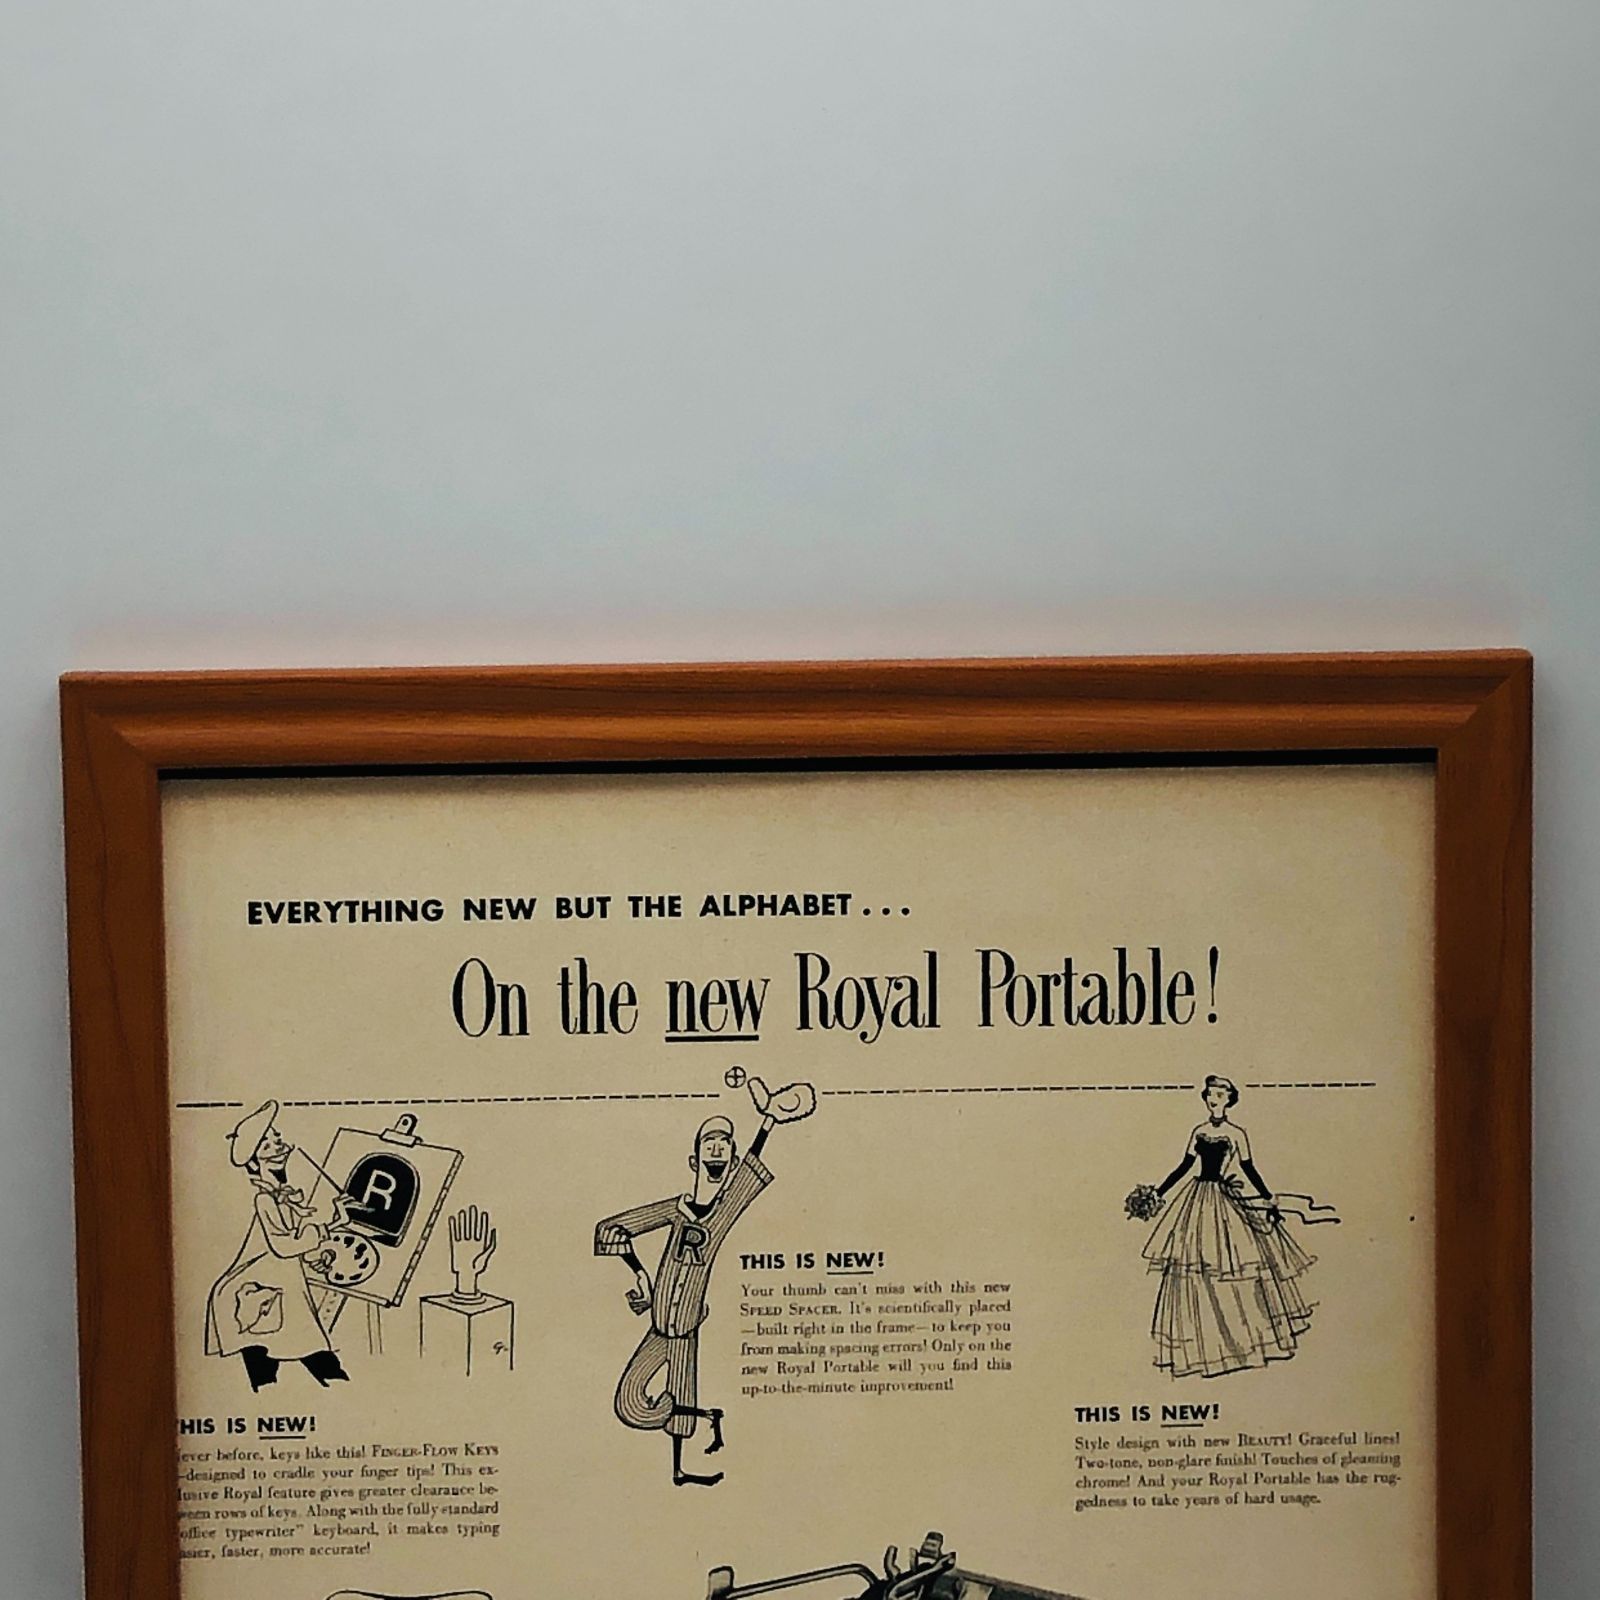 EVERYTHING NEW BUT THE ALPHABET...
On the new Royal Portable!
R
R
THIS IS NEW!
Your thumb can't miss with this new
SPEED SPACER. It's scientifically placed
—built right in the frame—to keep you
from making spacing errors! Only on the
new Royal Portable will you find this
up-to-the-minute improvement!
HIS IS NEW!
ever before, keys like this! FINGER-FLOW KEYS
—designed to cradle your finger tips! This ex-
lusive Royal feature gives greater clearance be-
ween rows of keys. Along with the fully-standard
office typewriter" keyboard, it makes typing
asier, faster, more accurate!
THIS IS NEW!
Style design with new BEAUTY! Graceful lines!
Two-tone, non-glare finish! Touches of gleaming
chrome! And your Royal Portable has the rug-
gedness to take years of hard usage.